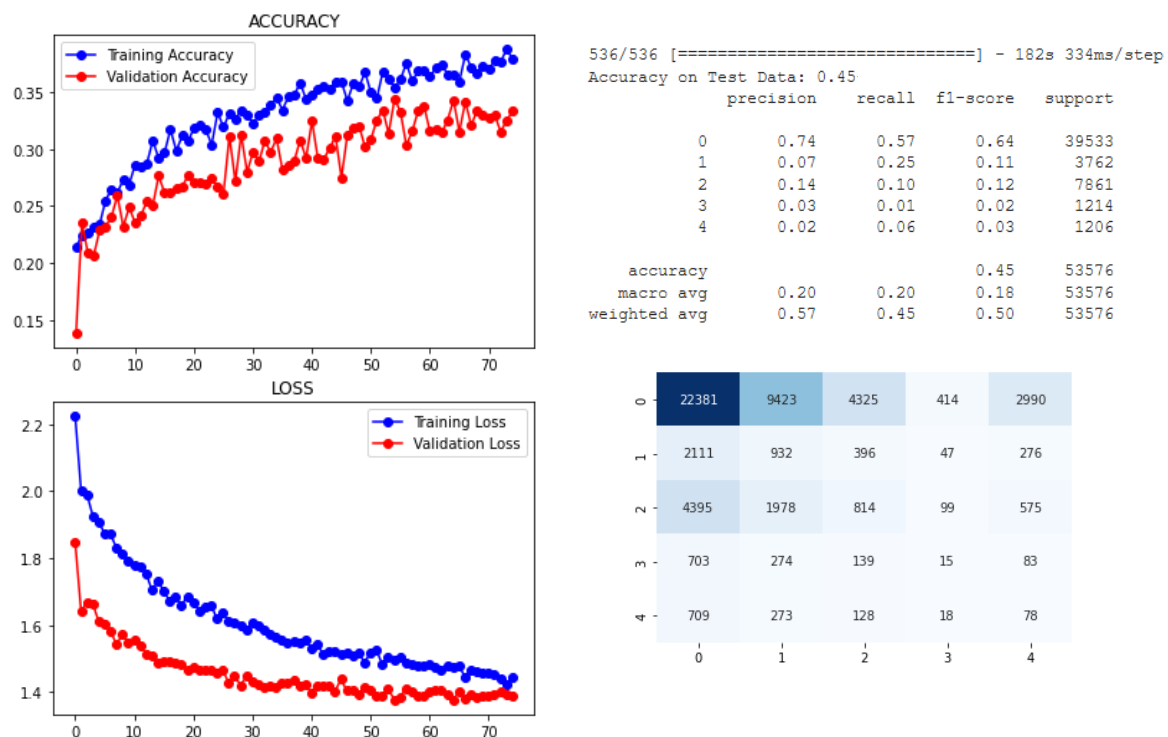 ACCURACY
Training Accuracy
Validation Accuracy
0.35
0.30
0.25
0.20
0.15
0 10 20 30 40 50 60 70
LOSS
Training Loss
Validation Loss
2.2
2.0
1.8
1.6
1.4
0 10 20 30 40 50 60 70
536/536 [==============================] - 182s 334ms/step
Accuracy on Test Data: 0.45
precision recall f1-score support
0 0.74 0.57 0.64 39533
1 0.07 0.25 0.11 3762
2 0.14 0.10 0.12 7861
3 0.03 0.01 0.02 1214
4 0.02 0.06 0.03 1206
accuracy 0.45 53576
macro avg 0.20 0.20 0.18 53576
weighted avg 0.57 0.45 0.50 53576
0 22381 9423 4325 414 2990
1 2111 932 396 47 276
2 4395 1978 814 99 575
3 703 274 139 15 83
4 709 273 128 18 78
0 1 2 3 4